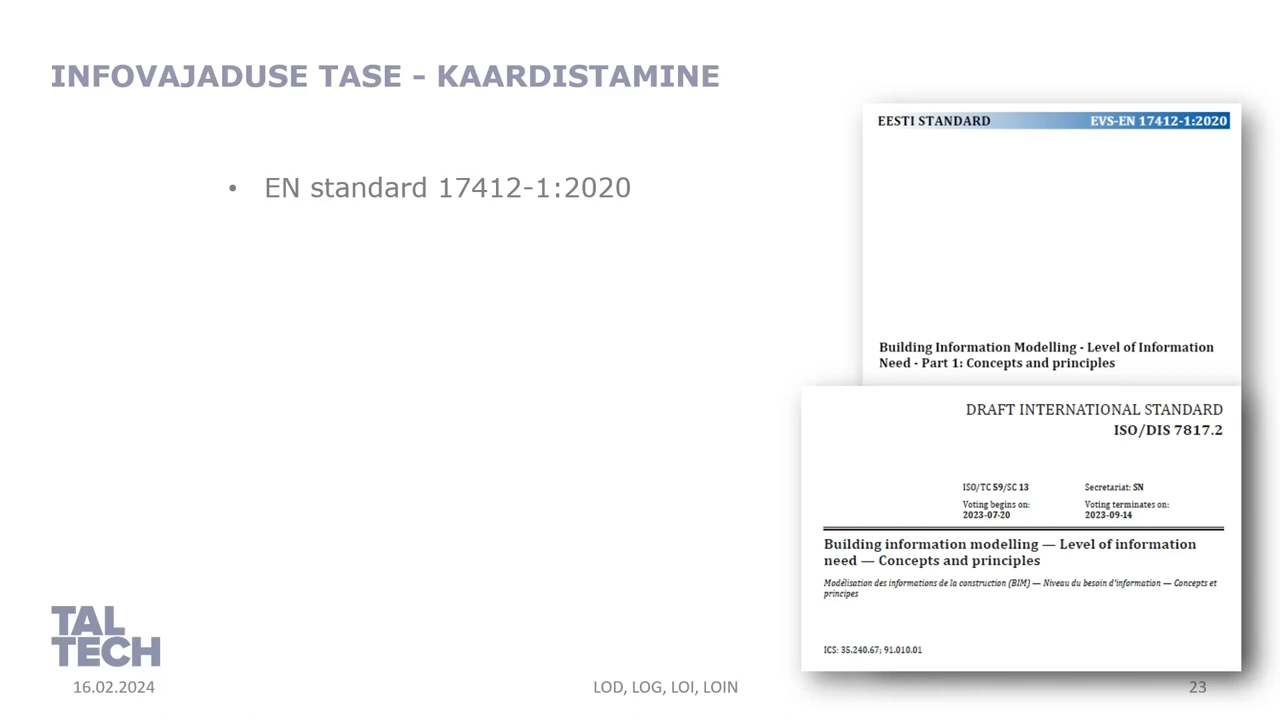 INFOVAJADUSE TASE - KAARDISTAMINE
• EN standard 17412-1:2020
EESTI STANDARD EVS-EN 17412-1:2020
Building Information Modelling - Level of Information
Need - Part 1: Concepts and principles
DRAFT INTERNATIONAL STANDARD
ISO/DIS 7817.2
ISO/TC 59/SC 13 Secretariat: SN
Voting begins on: Voting terminates on:
2023-07-20 2023-09-14
Building information modelling — Level of information
need — Concepts and principles
Modélisation des informations de la construction (BIM) — Niveau du besoin d'information — Concepts et
principes
ICS: 35.240.67; 91.010.01
TAL
TECH
16.02.2024 LOD, LOG, LOI, LOIN 23